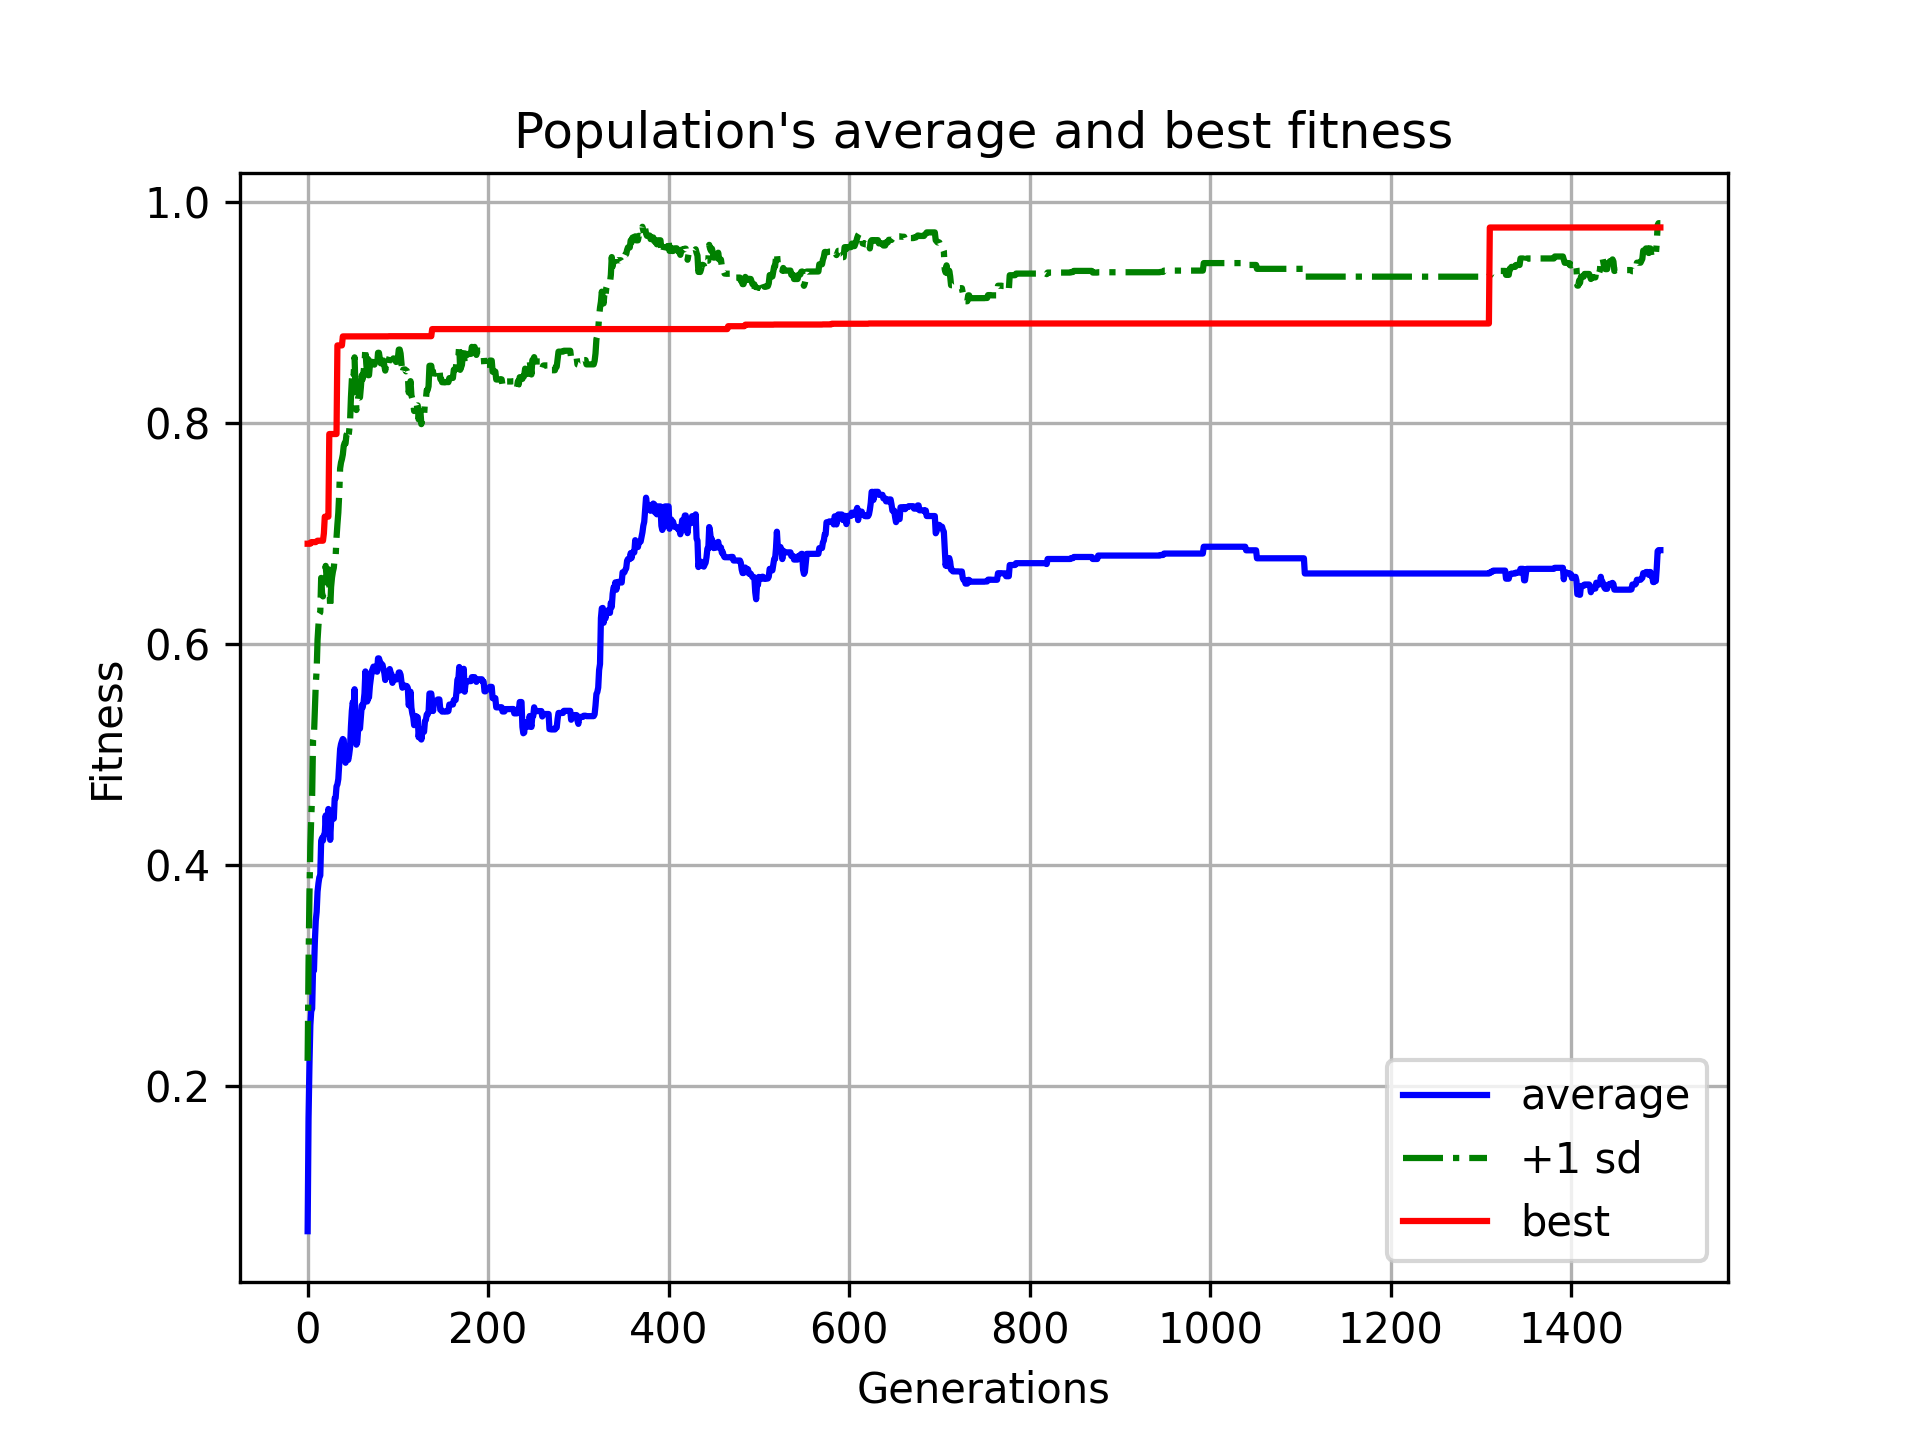 Population's average and best fitness
1.0
0.8
0.6
0.4
0.2
Fitness
0 200 400 600 800 1000 1200 1400
Generations
average
+1 sd
best